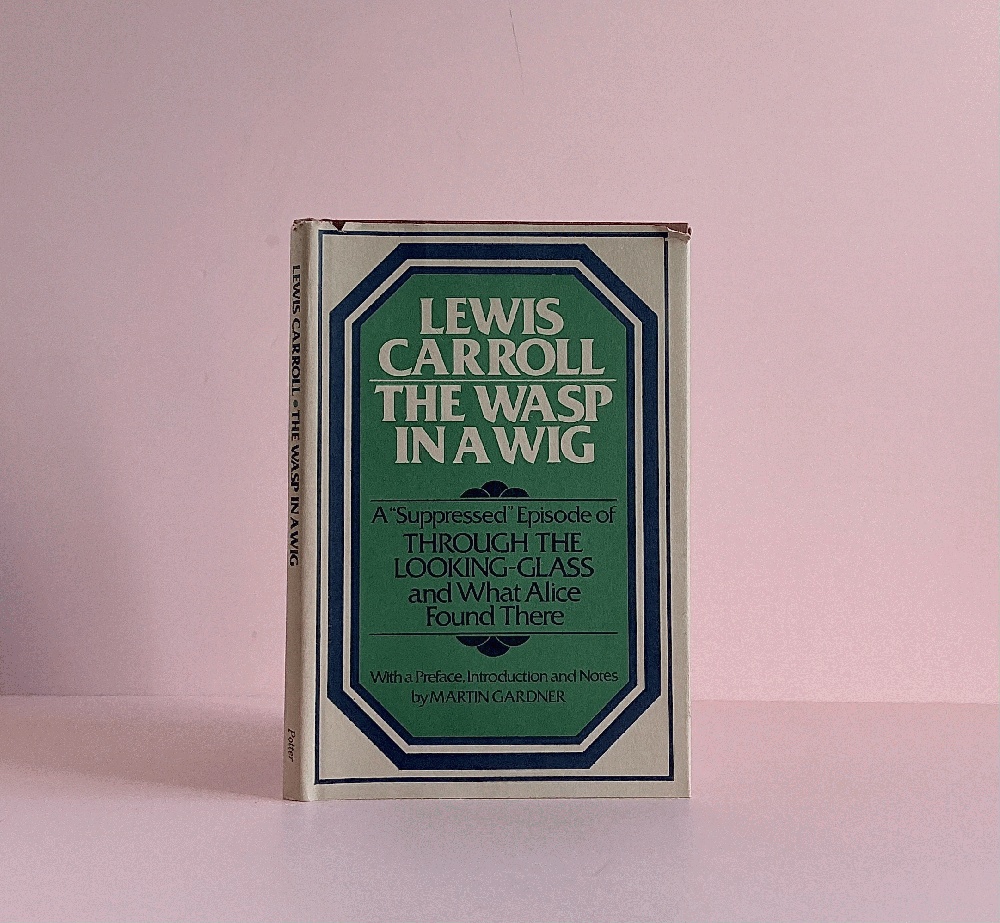 LEWIS CARROLL • THE WASP IN A WIG
Potter
LEWIS
CARROLL
THE WASP
IN A WIG
A "Suppressed" Episode of
THROUGH THE
LOOKING-GLASS
and What Alice
Found There
With a Preface, Introduction and Notes
by MARTIN GARDNER